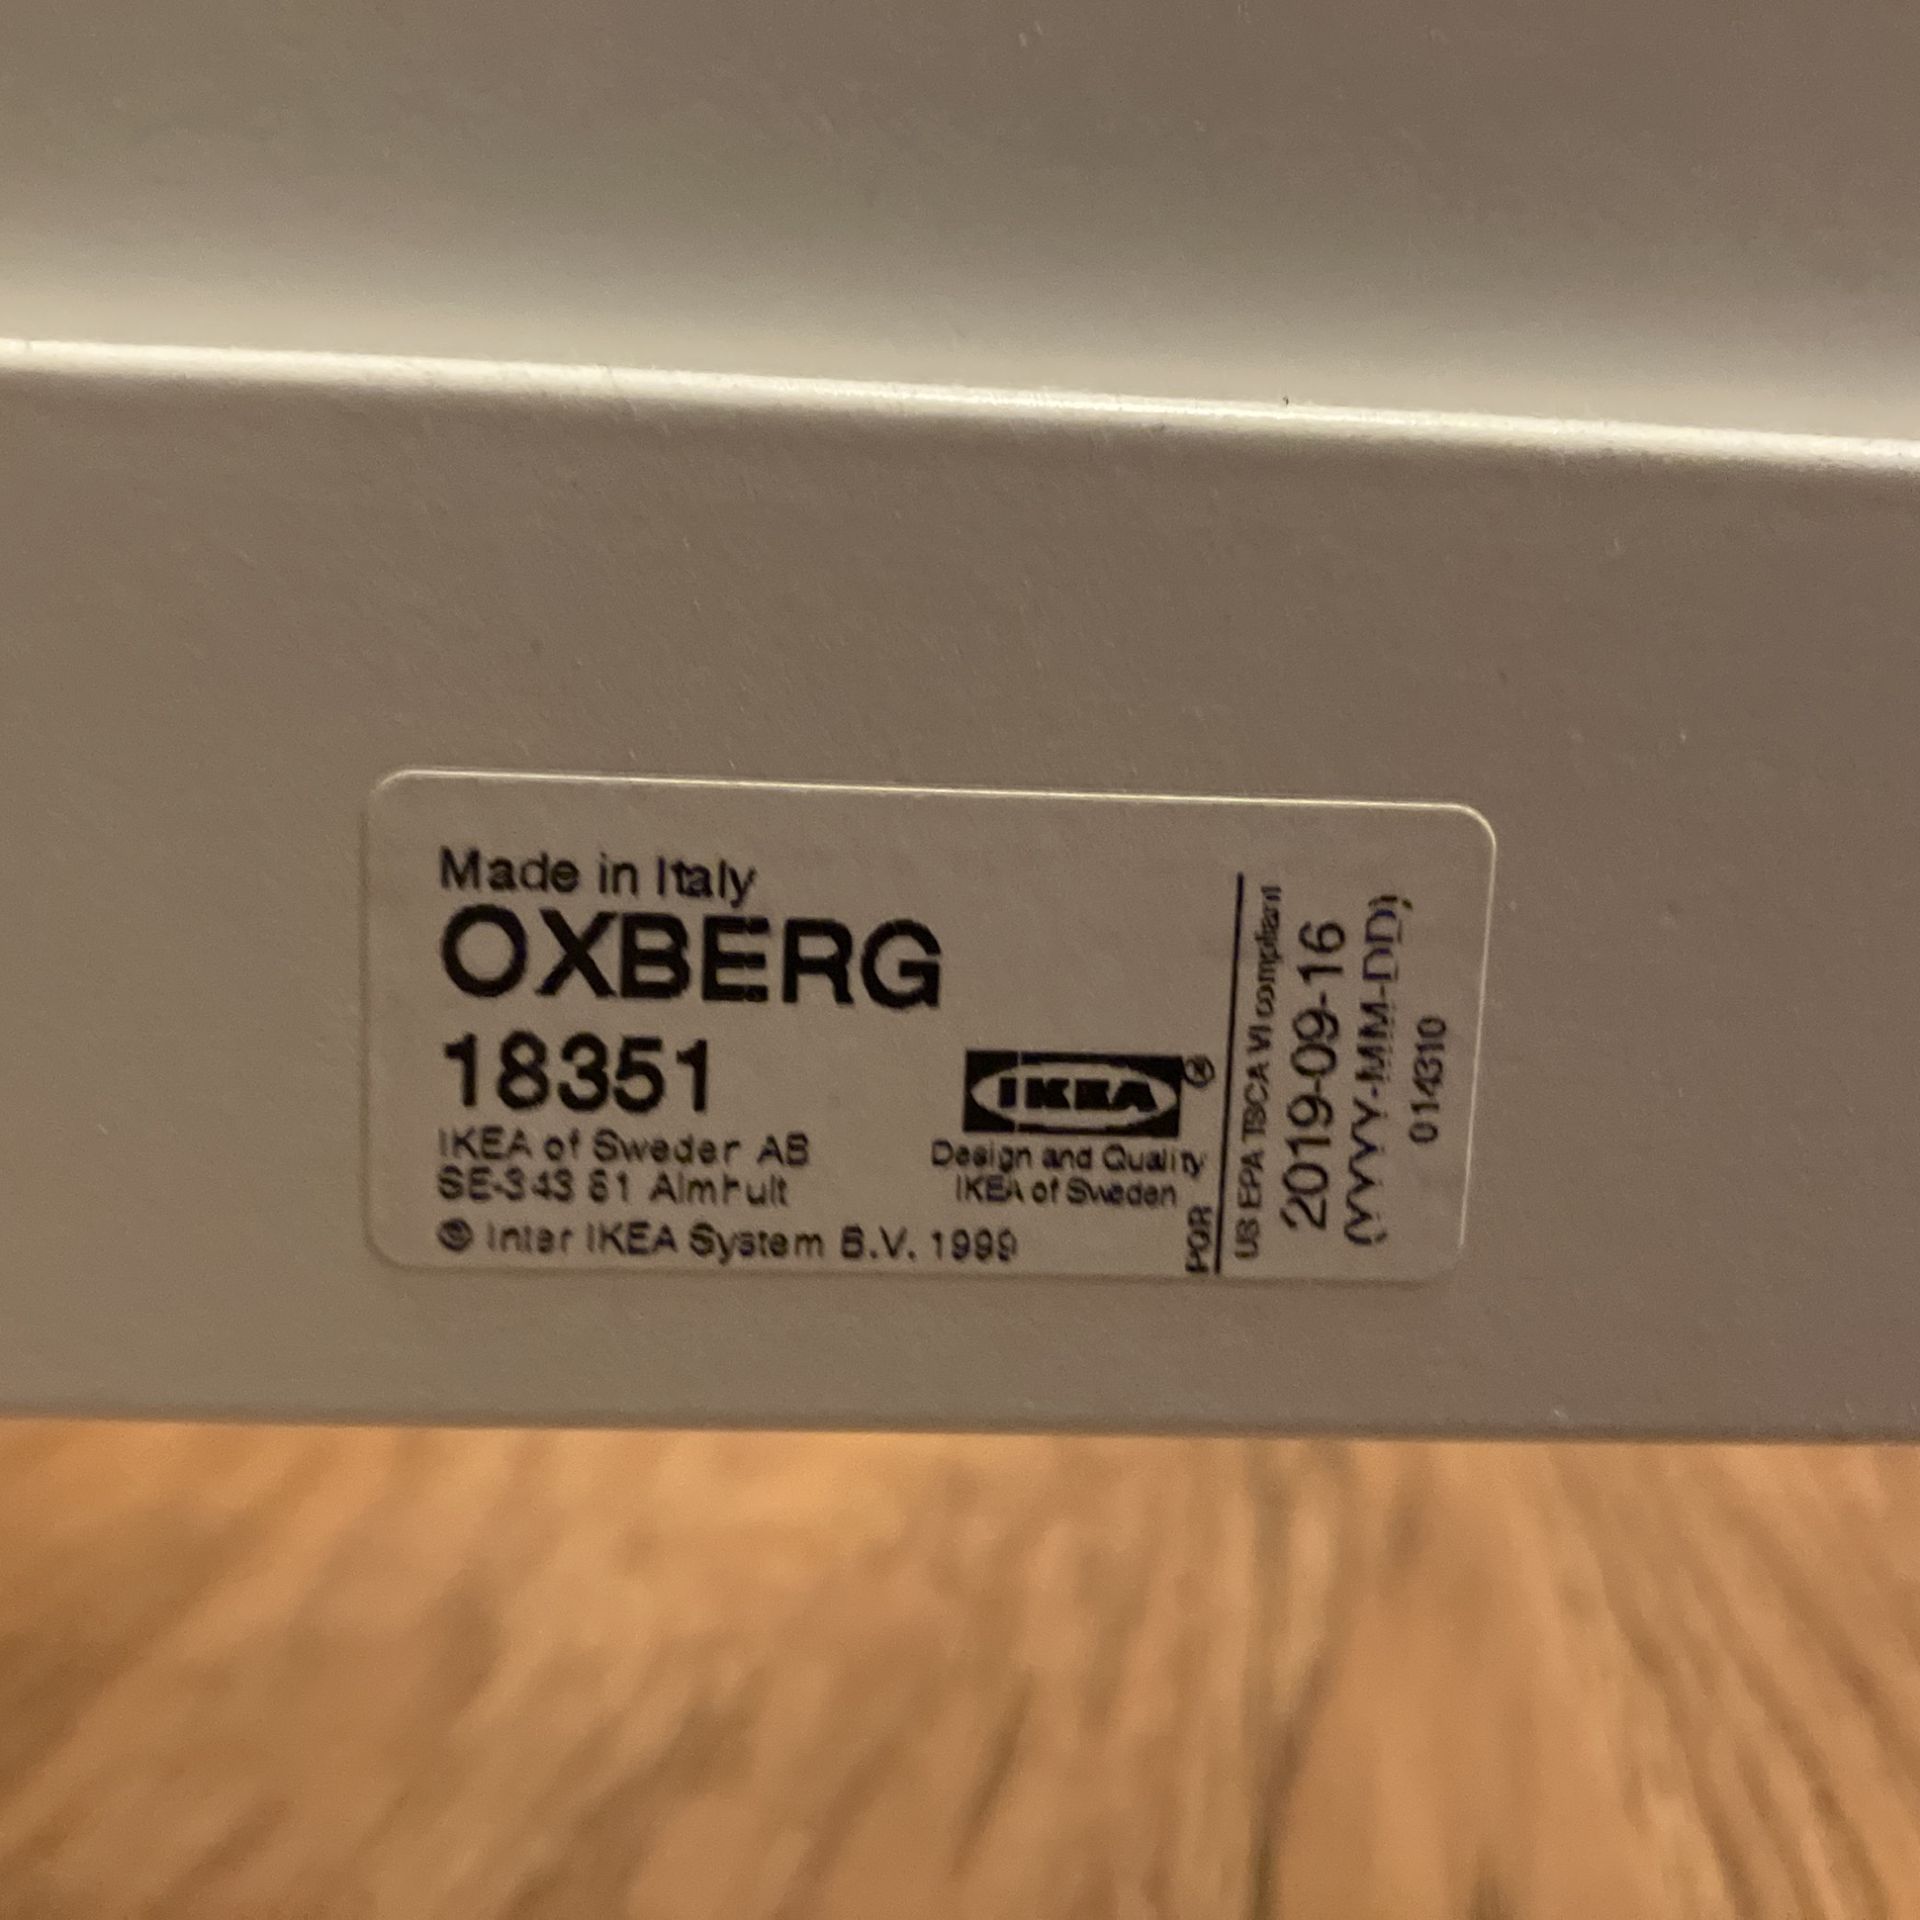 Made in Italy
OXBERG
18351
IKEA of Sweden AB
SE-343 81 Almhult
© Inter IKEA System B.V. 1999
IKEA®
Design and Quality
IKEA of Sweden
PQR
US EPA TSCA VI compliant
2019-09-16
(YYYY-MM-DD)
014310